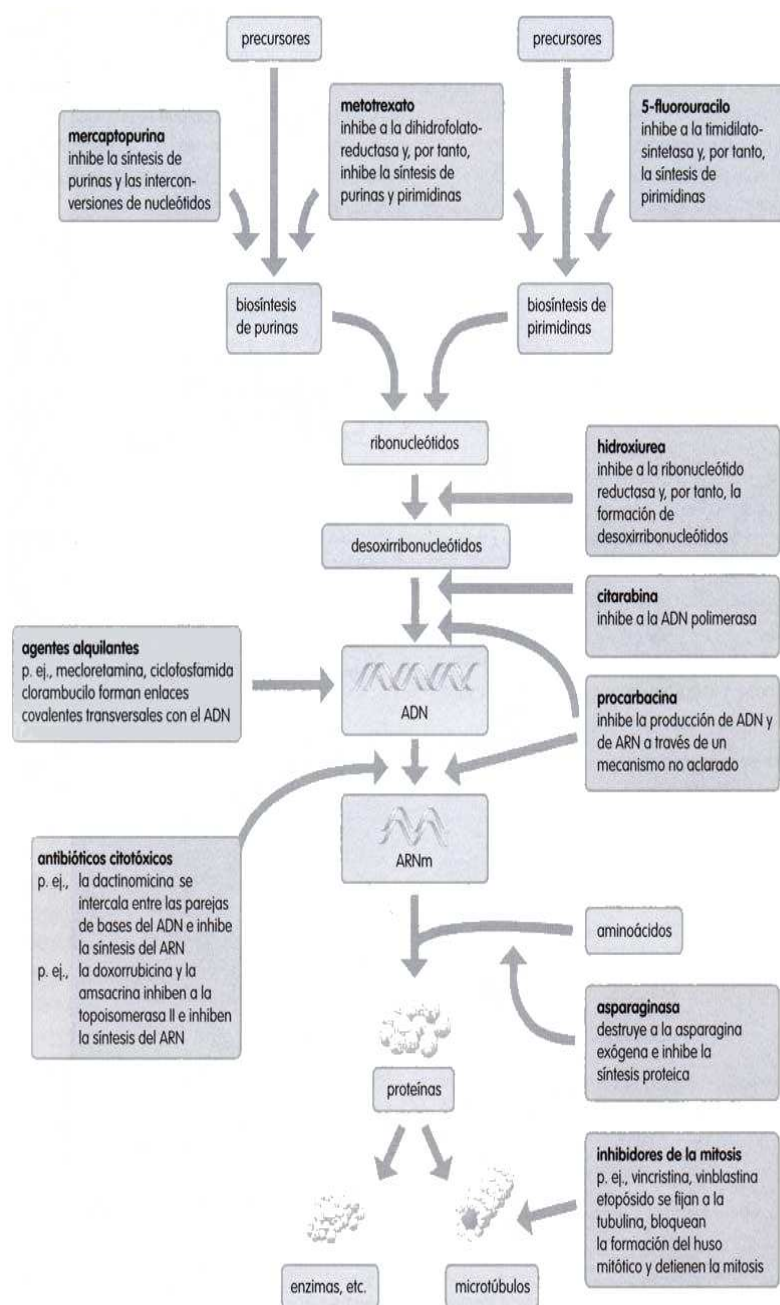 precursores
precursores
mercaptopurina
inhibe la síntesis de
purinas y las intercon-
versiones de nucleótidos
metotrexato
inhibe a la dihidrofolato-
reductasa y, por tanto,
inhibe la síntesis de
purinas y pirimidinas
5-fluorouracilo
inhibe a la timidilato-
sintetasa y, por tanto,
la síntesis de
pirimidinas
biosíntesis
de purinas
biosíntesis de
pirimidinas
ribonucleótidos
hidroxiurea
inhibe a la ribonucleótido
reductasa y, por tanto, la
formación de
desoxirribonucleótidos
desoxirribonucleótidos
citarabina
inhibe a la ADN polimerasa
agentes alquilantes
p. ej., mecloretamina, ciclofosfamida
clorambucilo forman enlaces
covalentes transversales con el ADN
ADN
procarbacina
inhibe la producción de ADN y
de ARN a través de un
mecanismo no aclarado
ARNm
antibióticos citotóxicos
p. ej., la dactinomicina se
intercala entre las parejas
de bases del ADN e inhibe
la síntesis del ARN
p. ej., la doxorrubicina y la
amsacrina inhiben a la
topoisomerasa II e inhiben
la síntesis del ARN
aminoácidos
asparaginasa
destruye a la asparagina
exógena e inhibe la
síntesis proteica
proteínas
inhibidores de la mitosis
p. ej., vincristina, vinblastina
etopósido se fijan a la
tubulina, bloquean
la formación del huso
mitótico y detienen la mitosis
enzimas, etc.
microtúbulos